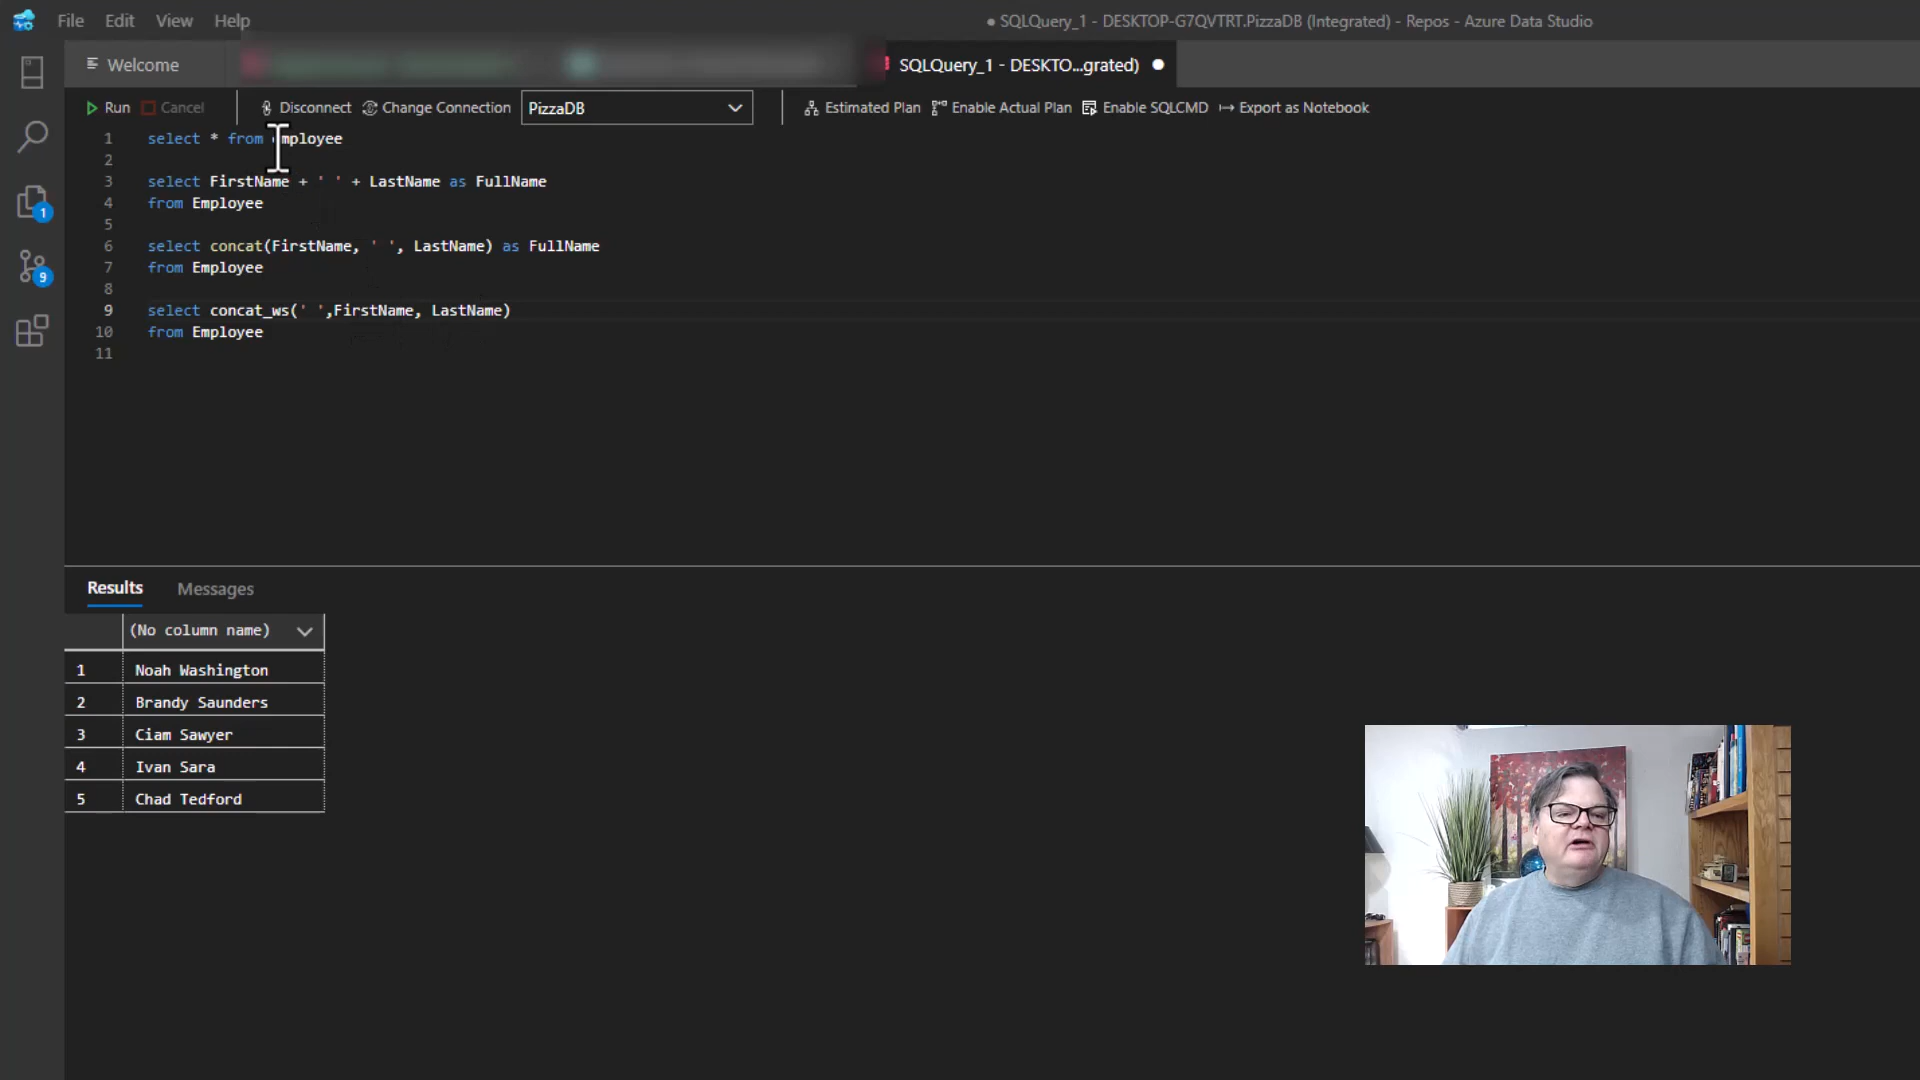 File Edit View Help
● SQLQuery_1 - DESKTOP-G7QVTRT.PizzaDB (Integrated) - Repos - Azure Data Studio
Welcome
SQLQuery_1 - DESKTO...grated)
Run Cancel Disconnect Change Connection PizzaDB Estimated Plan Enable Actual Plan Enable SQLCMD Export as Notebook
1 select * from employee
2
3 select FirstName + ' ' + LastName as FullName
4 from Employee
5
6 select concat(FirstName, ' ', LastName) as FullName
7 from Employee
8
9 select concat_ws(' ',FirstName, LastName)
10 from Employee
11
1
9
Results Messages
(No column name)
1 Noah Washington
2 Brandy Saunders
3 Ciam Sawyer
4 Ivan Sara
5 Chad Tedford